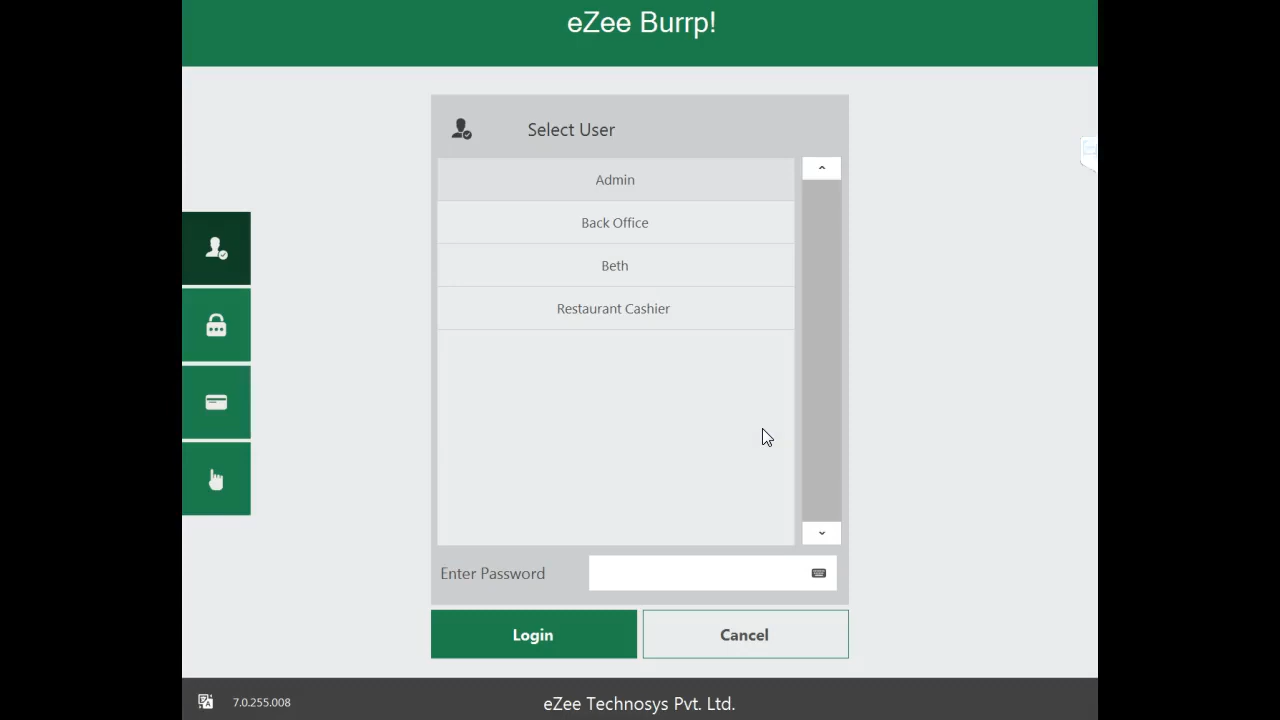 eZee Burrp!
Select User
Admin
Back Office
Beth
Restaurant Cashier
Enter Password
Login
Cancel
7.0.255.008
eZee Technosys Pvt. Ltd.